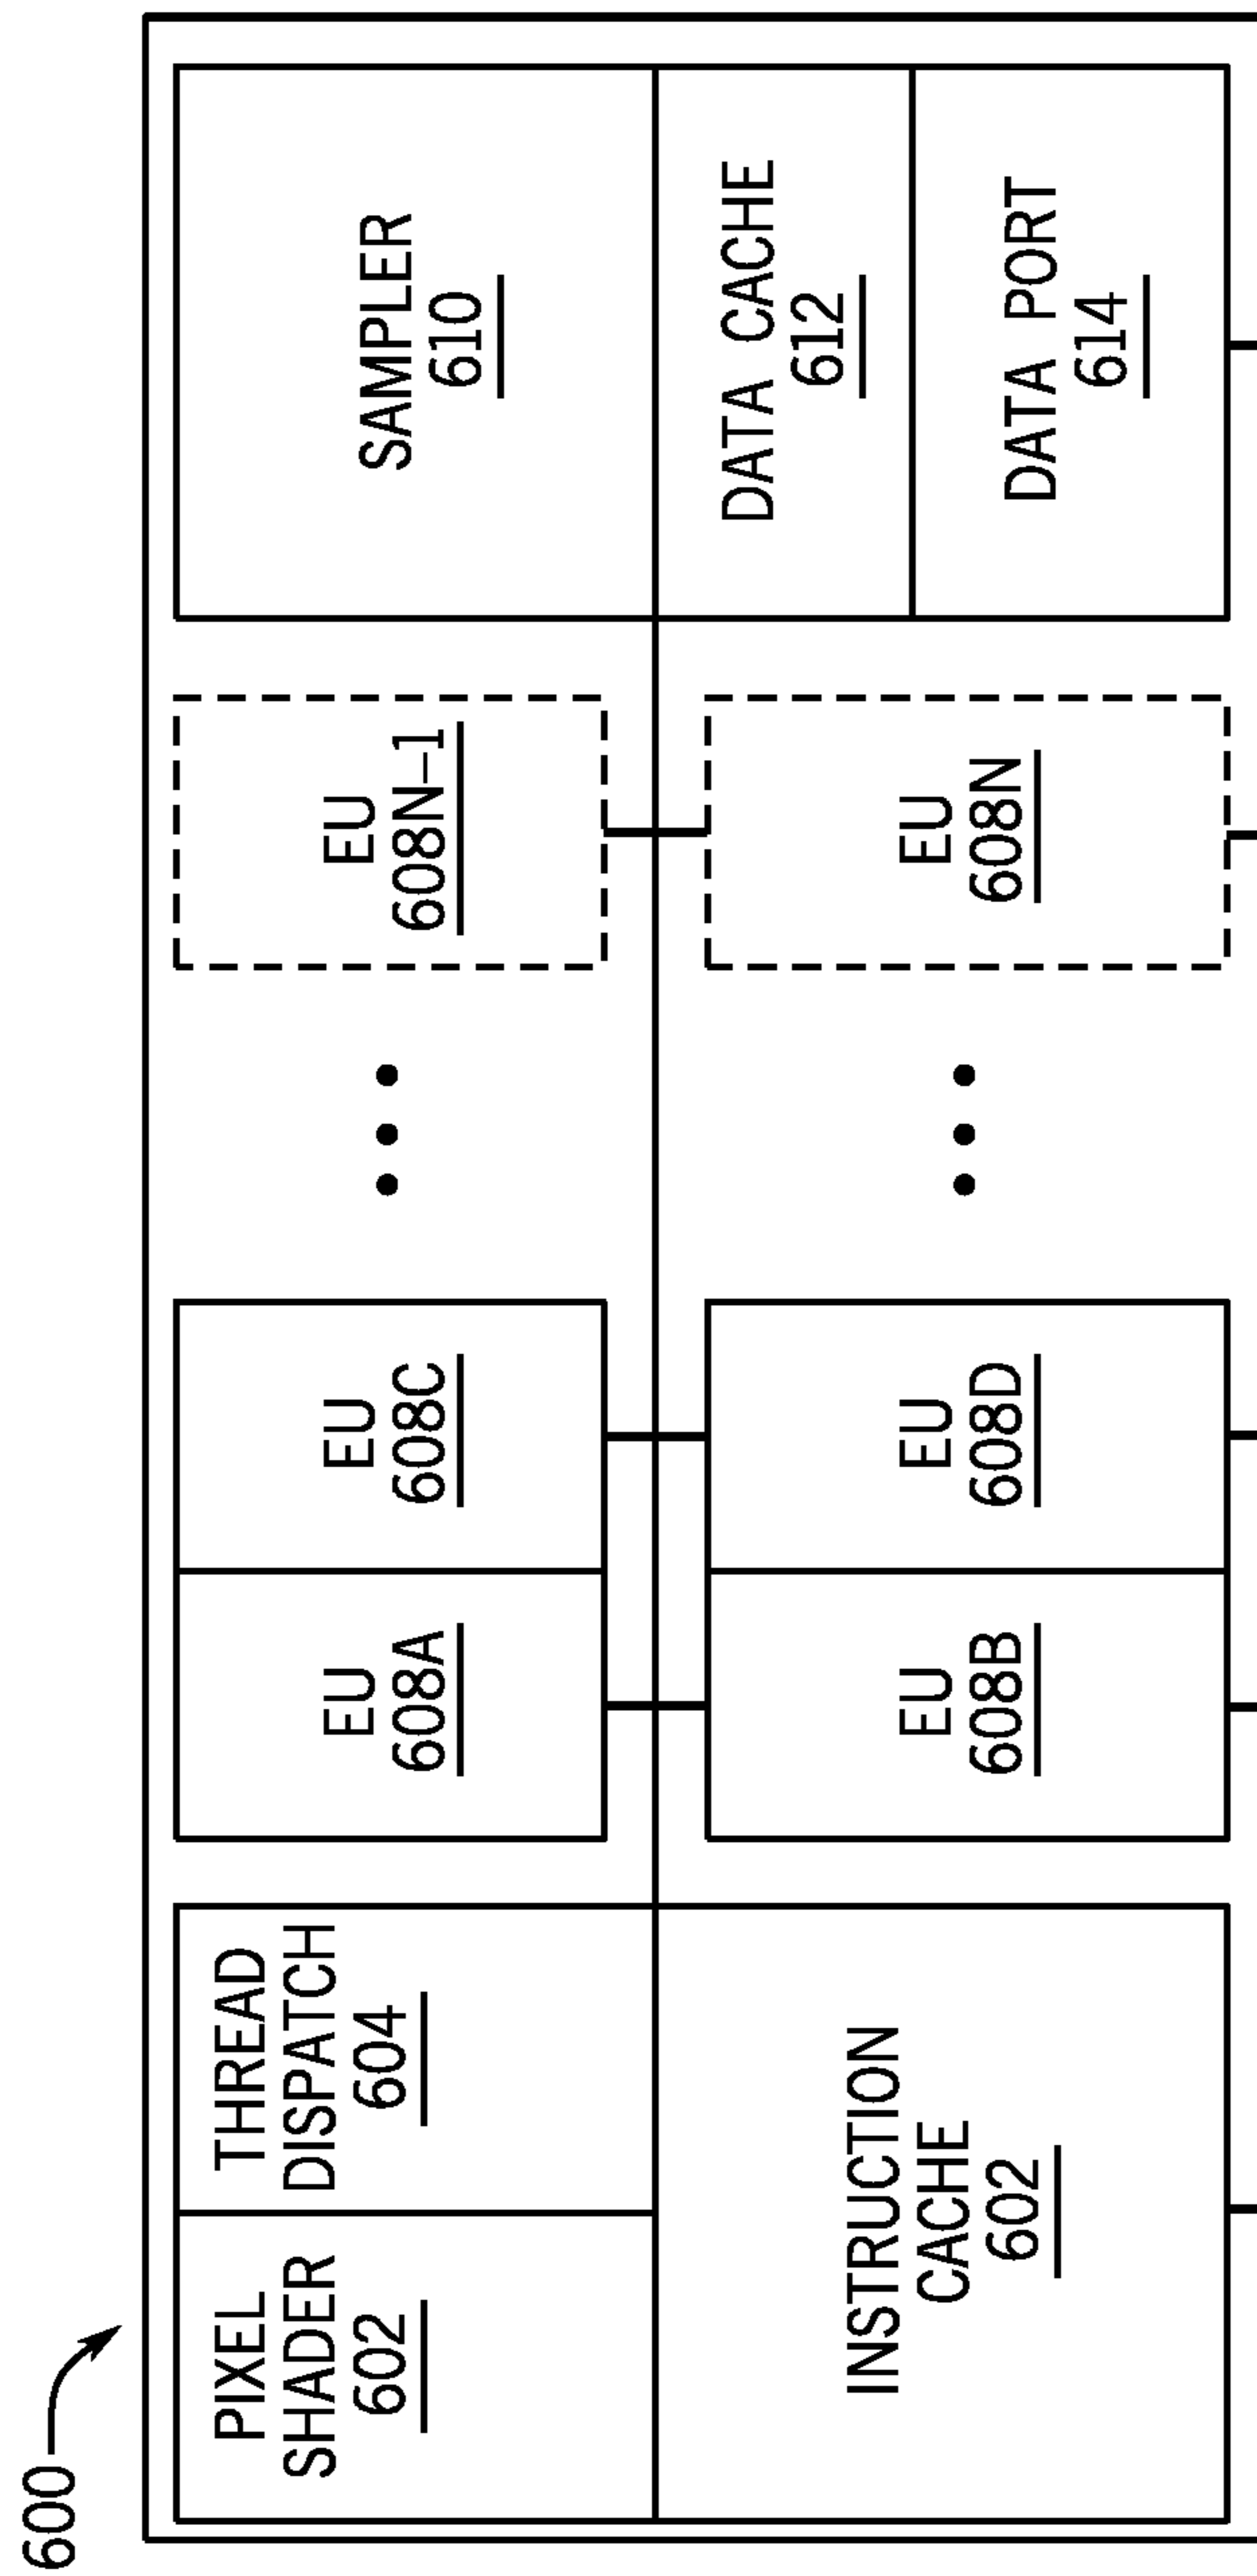 600
PIXEL
SHADER
602
THREAD
DISPATCH
604
INSTRUCTION
CACHE
602
EU
608A
EU
608C
EU
608B
EU
608D
EU
608N-1
EU
608N
SAMPLER
610
DATA CACHE
612
DATA PORT
614